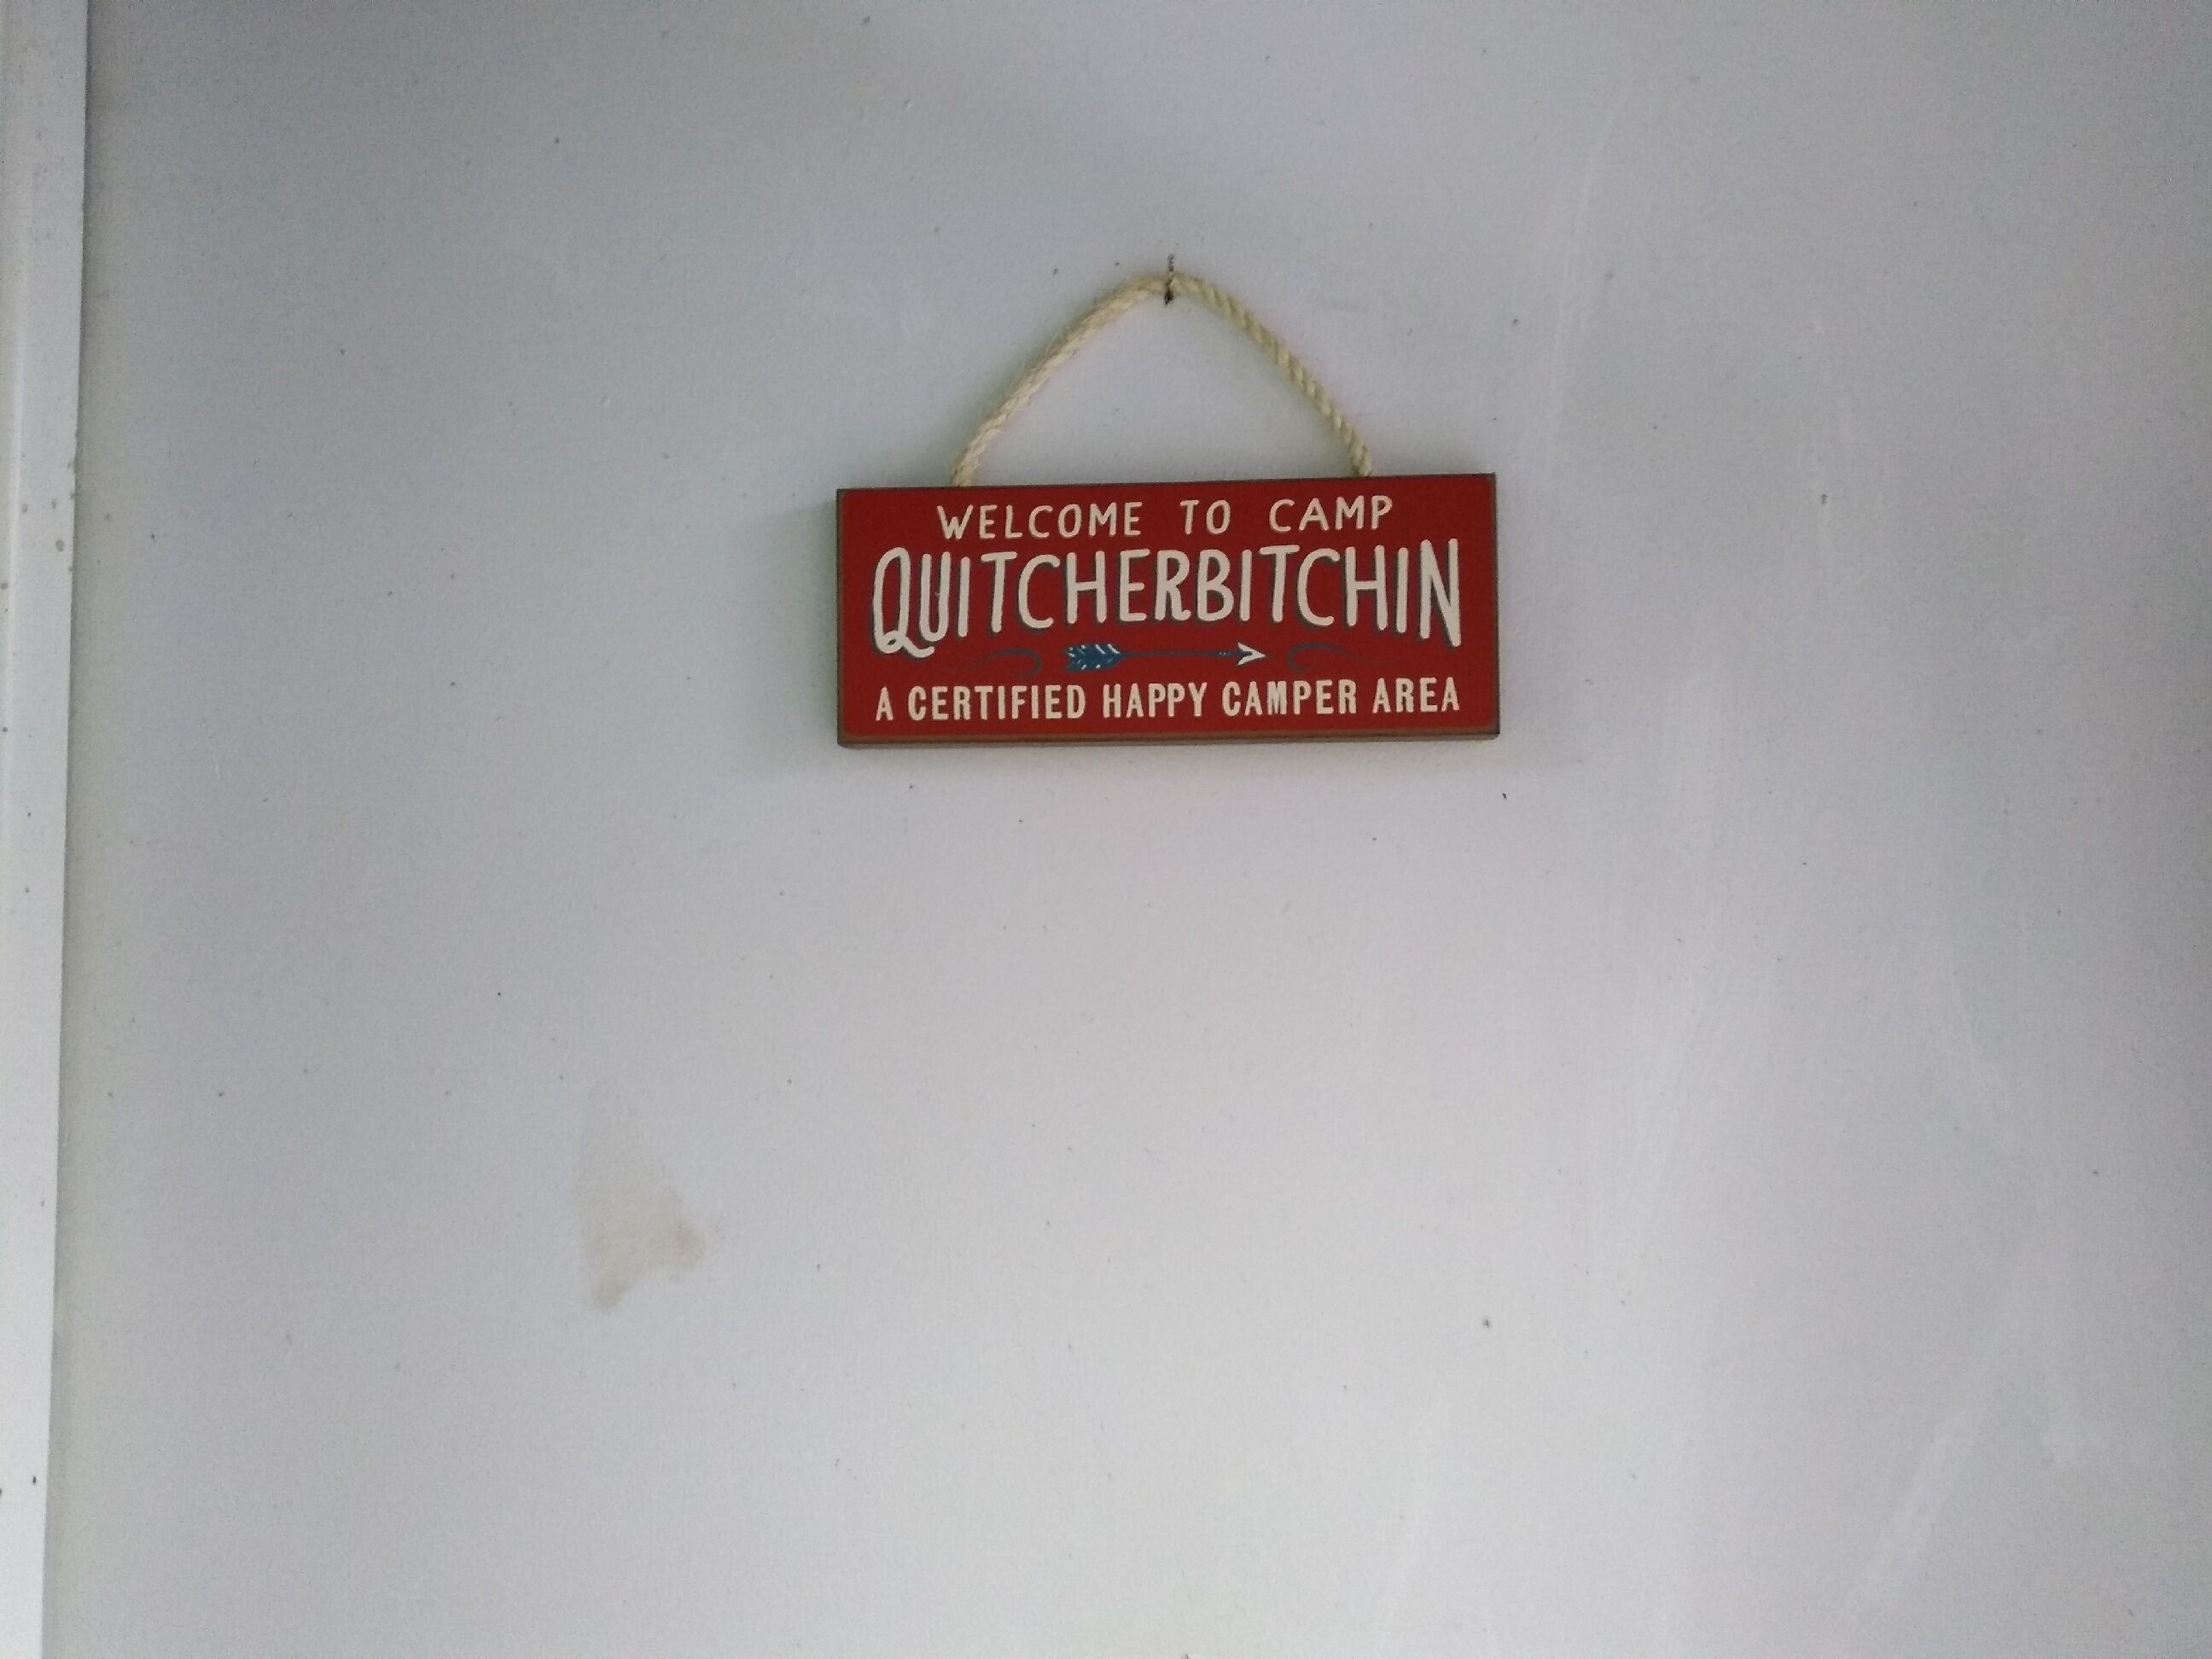 WELCOME TO CAMP
QUITCHERBITCHIN
A CERTIFIED HAPPY CAMPER AREA